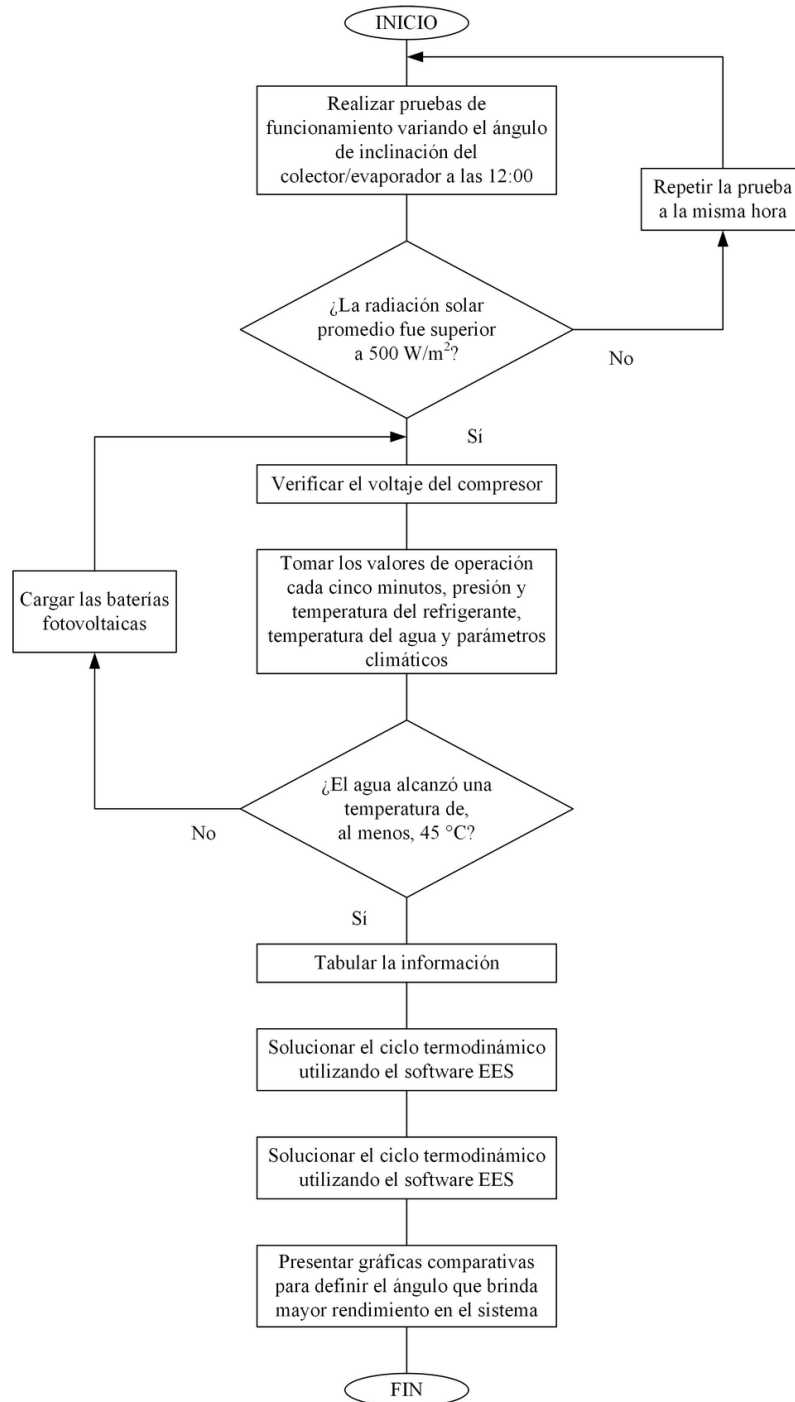 INICIO
Realizar pruebas de
funcionamiento variando el ángulo
de inclinación del
colector/evaporador a las 12:00
Repetir la prueba
a la misma hora
¿La radiación solar
promedio fue superior
a 500 W/m²?
No
Sí
Verificar el voltaje del compresor
Tomar los valores de operación
cada cinco minutos, presión y
temperatura del refrigerante,
temperatura del agua y parámetros
climáticos
Cargar las baterías
fotovoltaicas
¿El agua alcanzó una
temperatura de,
al menos, 45 °C?
No
Sí
Tabular la información
Solucionar el ciclo termodinámico
utilizando el software EES
Solucionar el ciclo termodinámico
utilizando el software EES
Presentar gráficas comparativas
para definir el ángulo que brinda
mayor rendimiento en el sistema
FIN